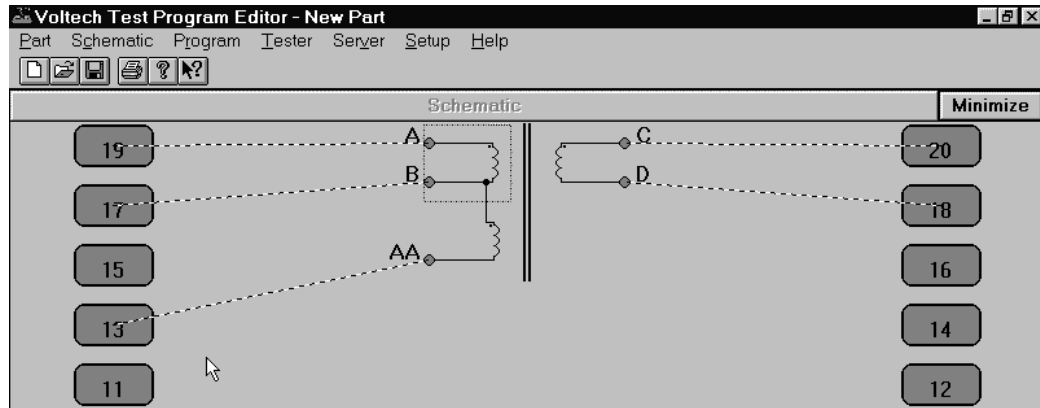 Voltech Test Program Editor - New Part
Part Schematic Program Tester Server Setup Help
Schematic
Minimize
19 A C 20
17 B D 18
15 AA 16
13 14
11 12